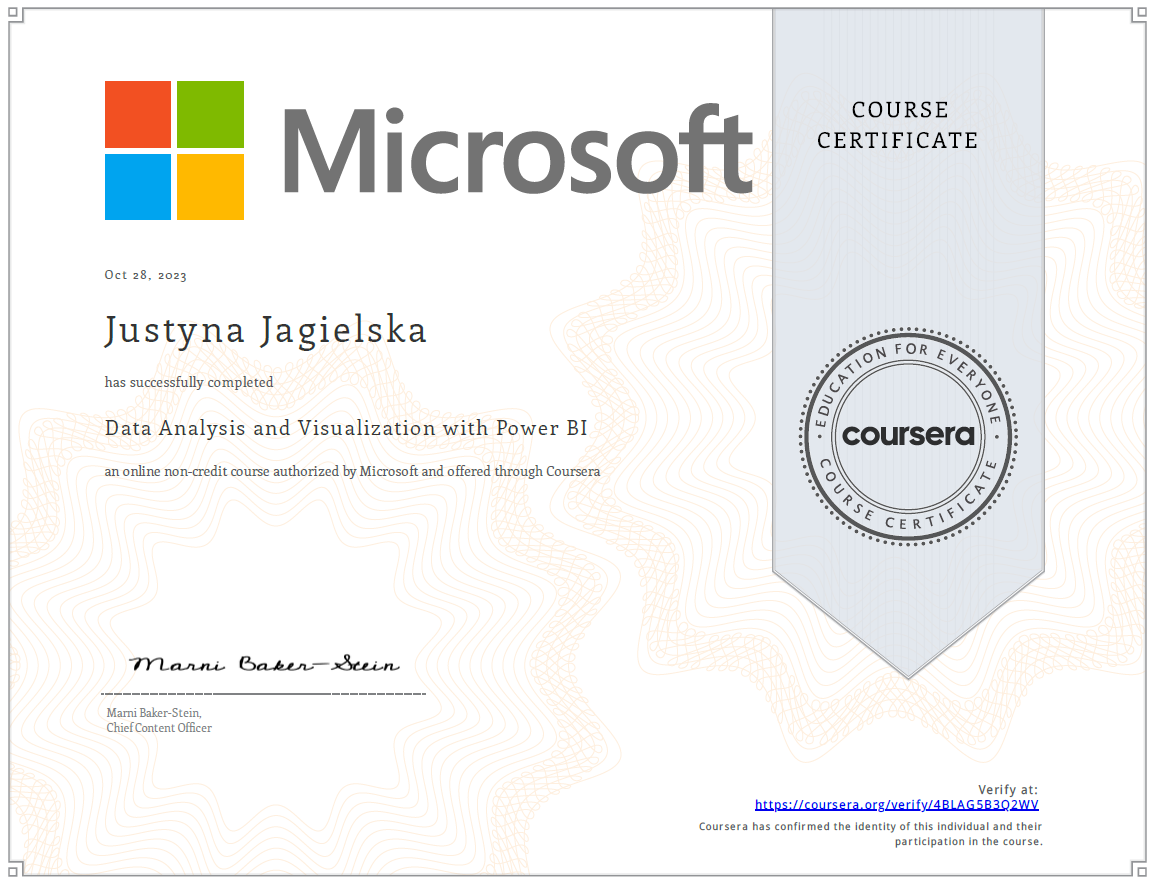 Microsoft
COURSE
CERTIFICATE
Oct 28, 2023
Justyna Jagielska
has successfully completed
Data Analysis and Visualization with Power BI
an online non-credit course authorized by Microsoft and offered through Coursera
EDUCATION FOR EVERYONE
coursera
COURSE CERTIFICATE
Marni Baker-Stein
Marni Baker-Stein,
Chief Content Officer
Verify at:
https://coursera.org/verify/4BLAG5B3Q2WV
Coursera has confirmed the identity of this individual and their
participation in the course.